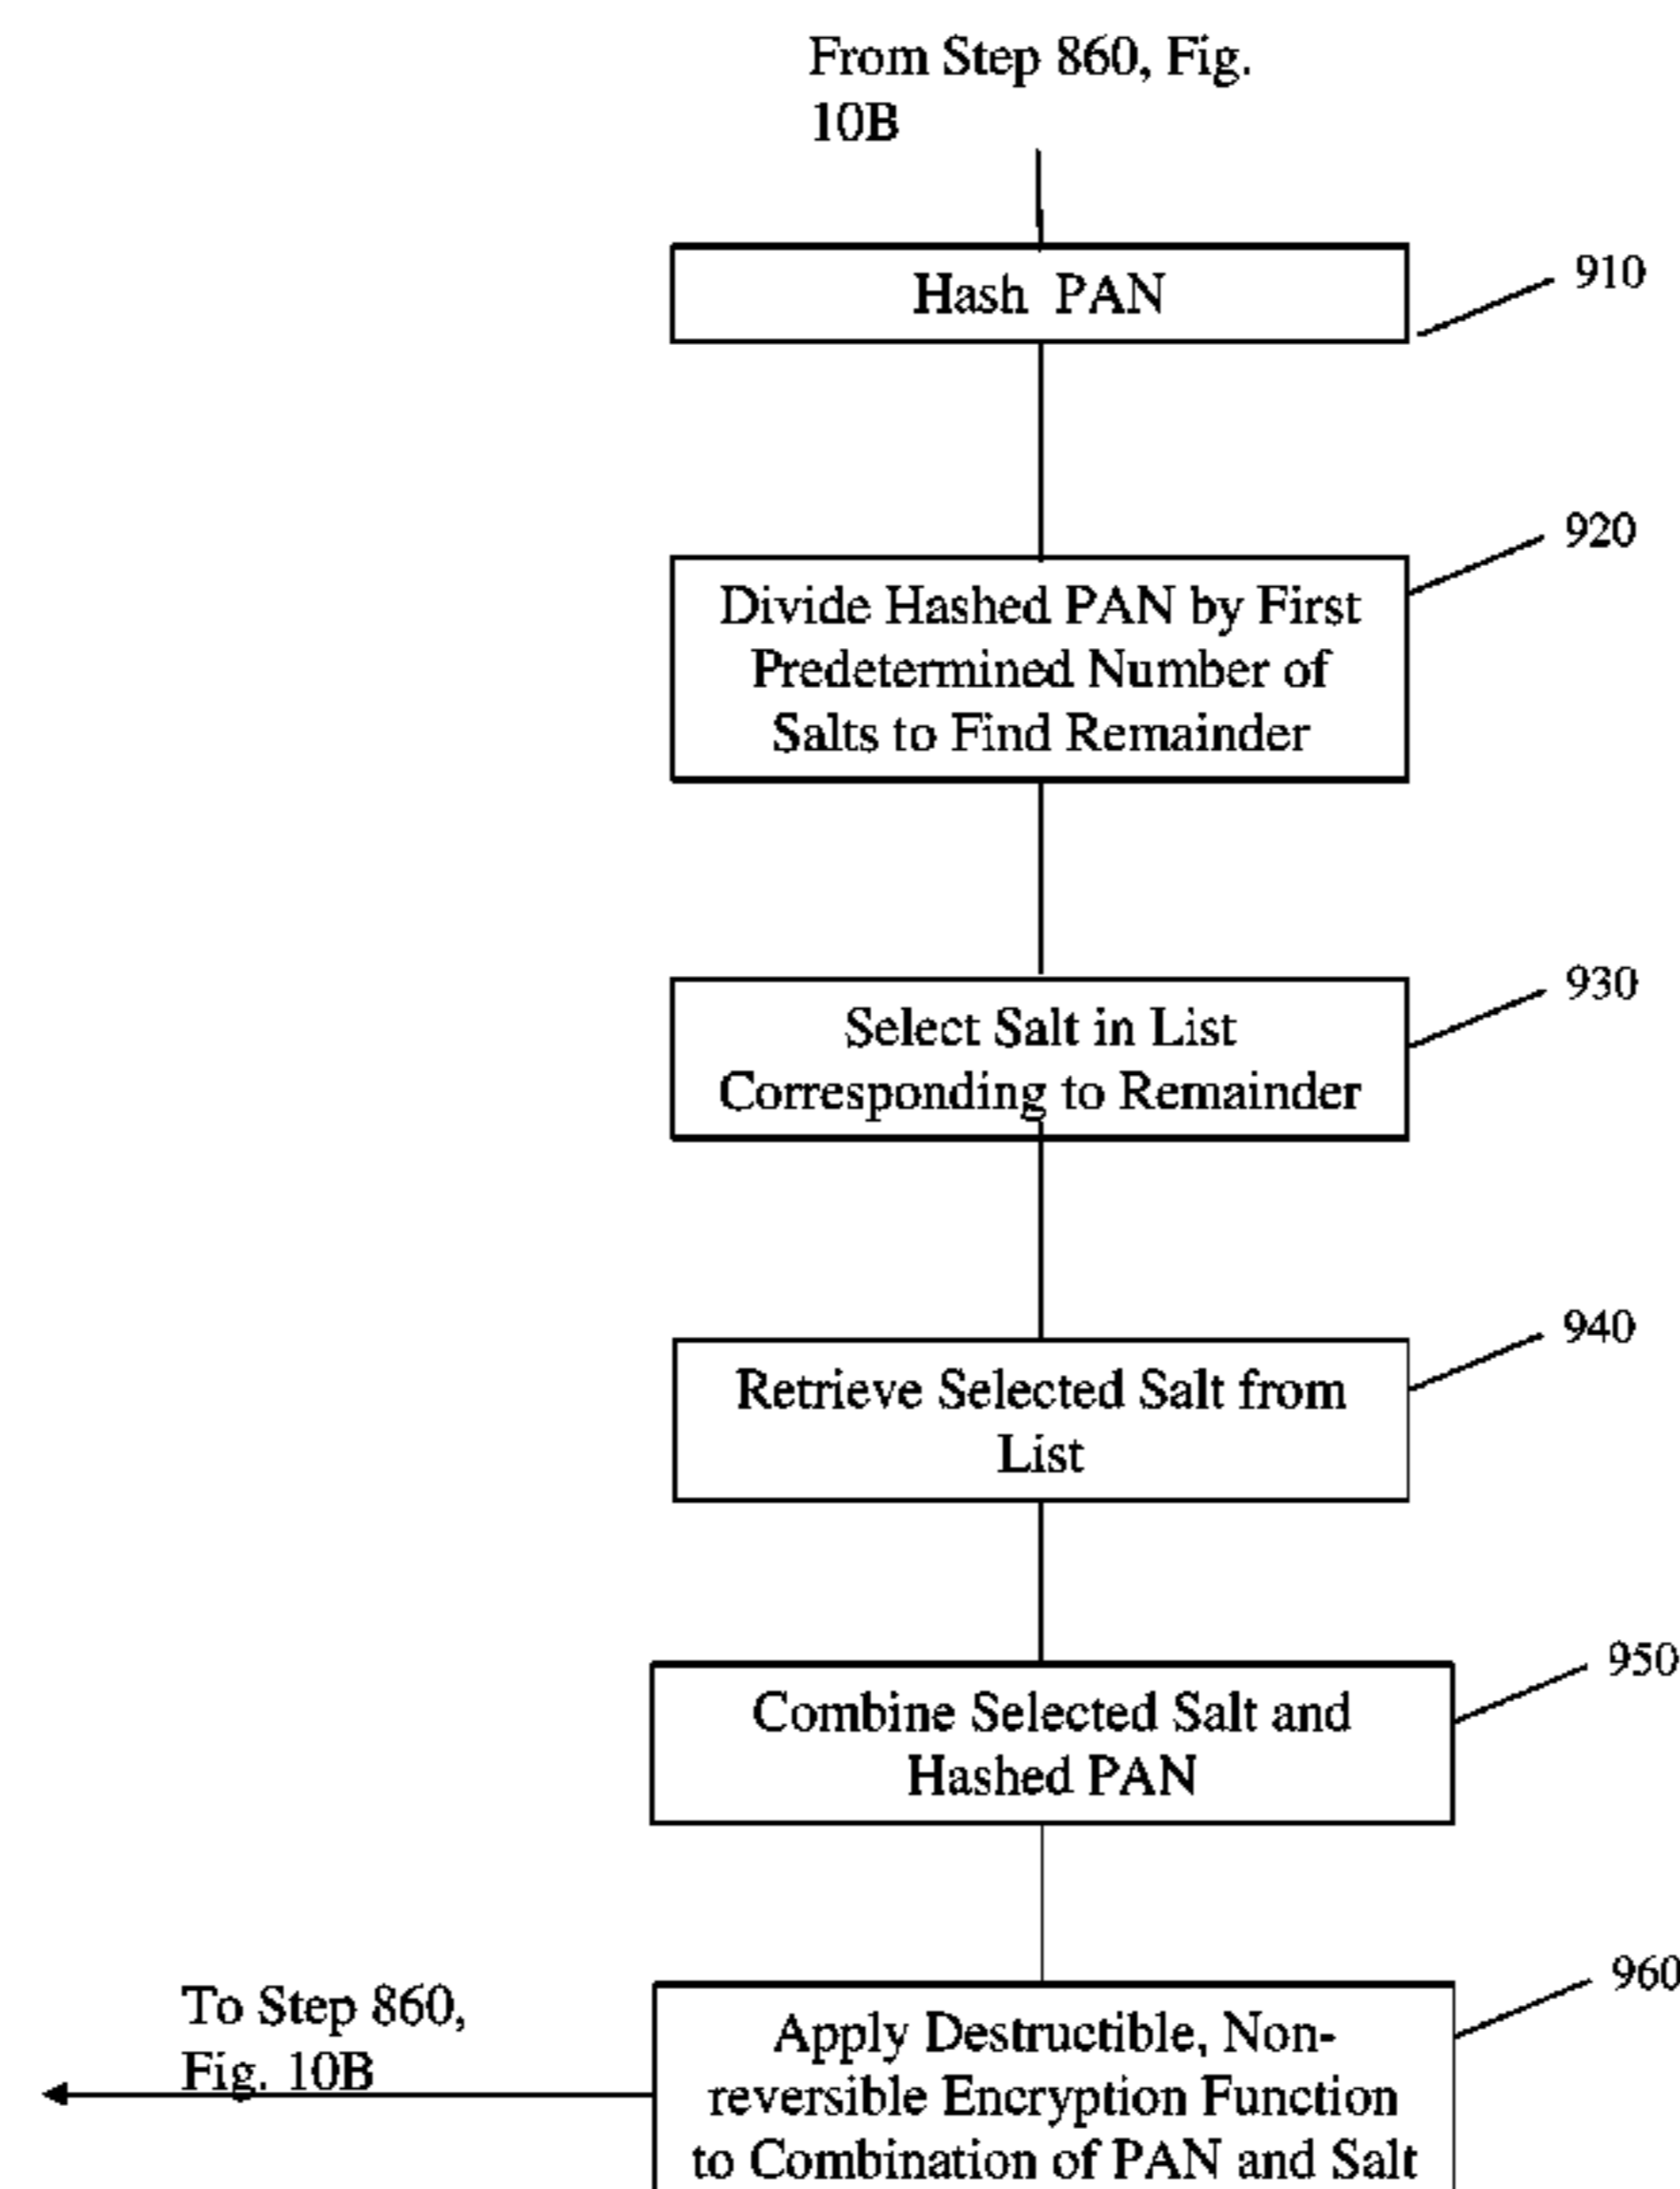 From Step 860, Fig.
10B
Hash PAN
910
920
Divide Hashed PAN by First
Predetermined Number of
Salts to Find Remainder
930
Select Salt in List
Corresponding to Remainder
940
Retrieve Selected Salt from
List
950
Combine Selected Salt and
Hashed PAN
960
To Step 860,
Fig. 10B
Apply Destructible, Non-
reversible Encryption Function
to Combination of PAN and Salt